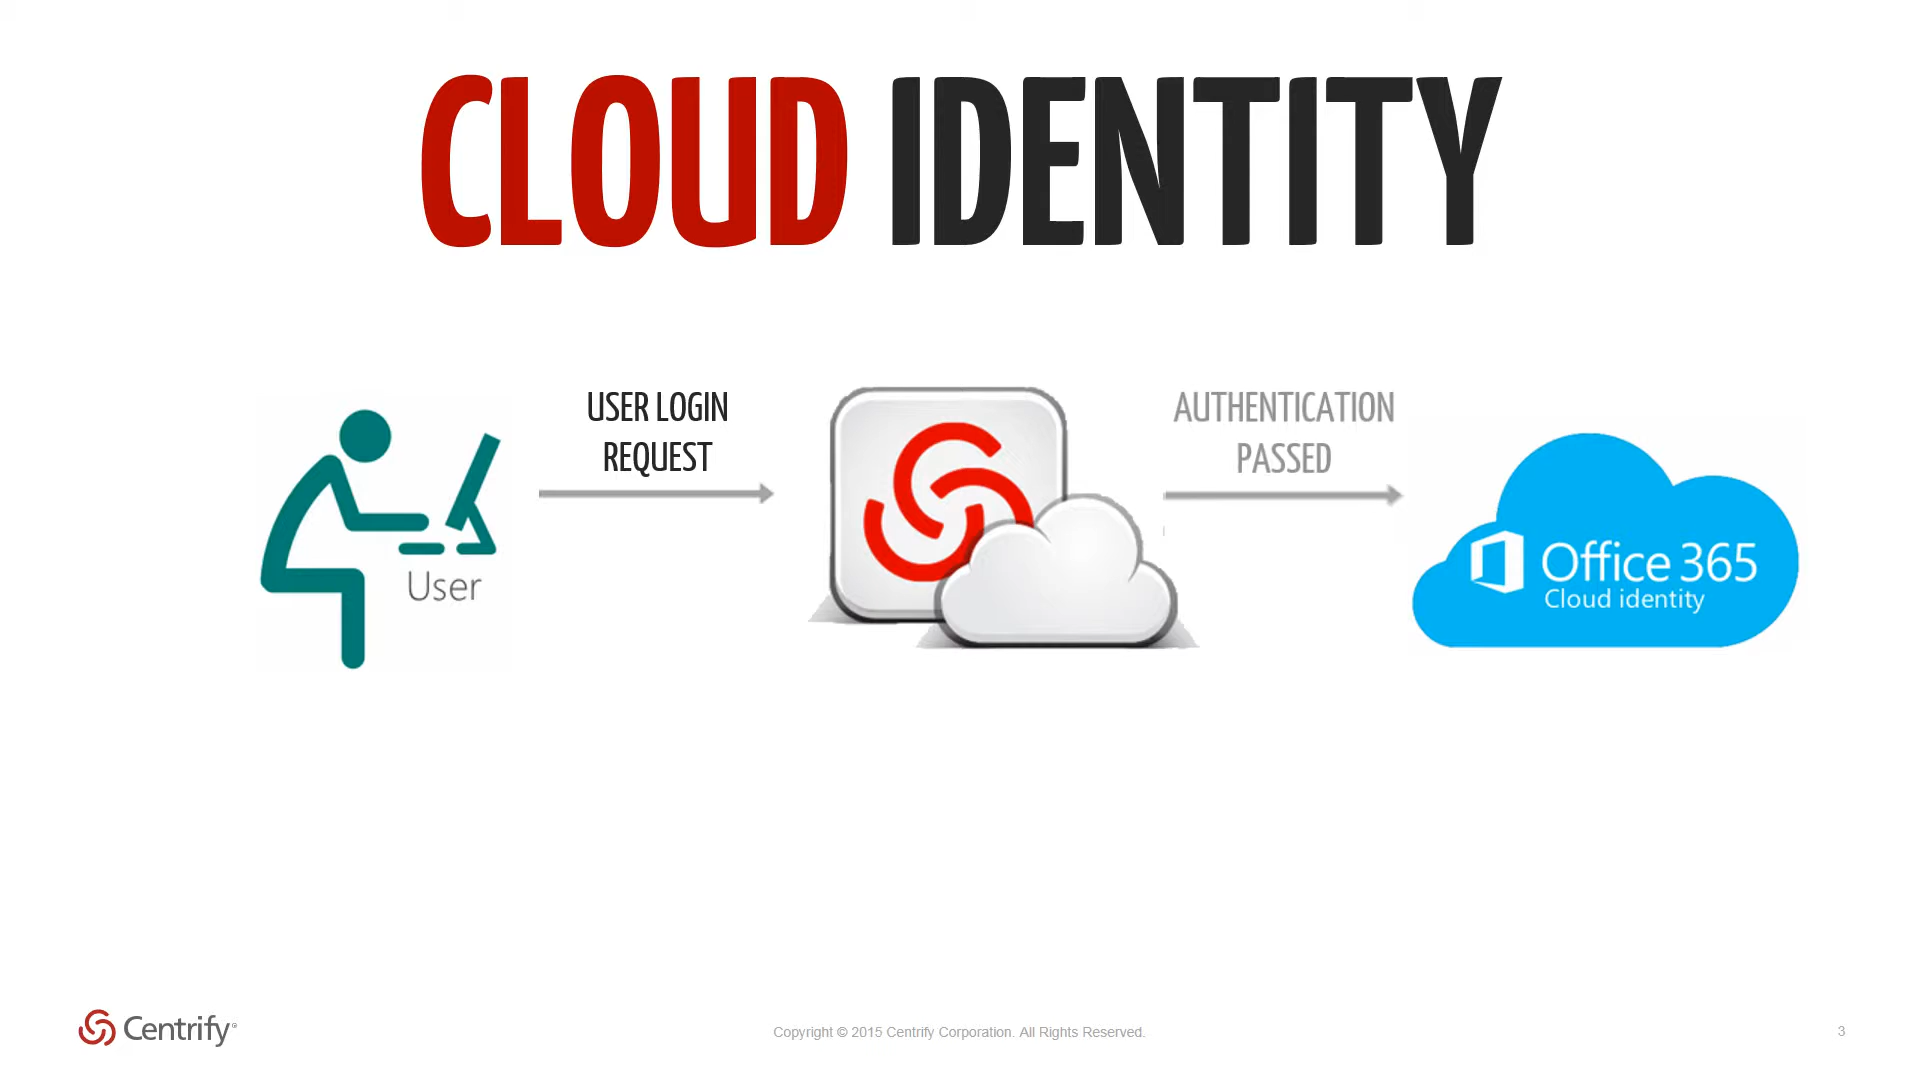 CLOUD IDENTITY
USER LOGIN
REQUEST
AUTHENTICATION
PASSED
User
Office 365
Cloud identity
Centrify®
Copyright © 2015 Centrify Corporation. All Rights Reserved.
3